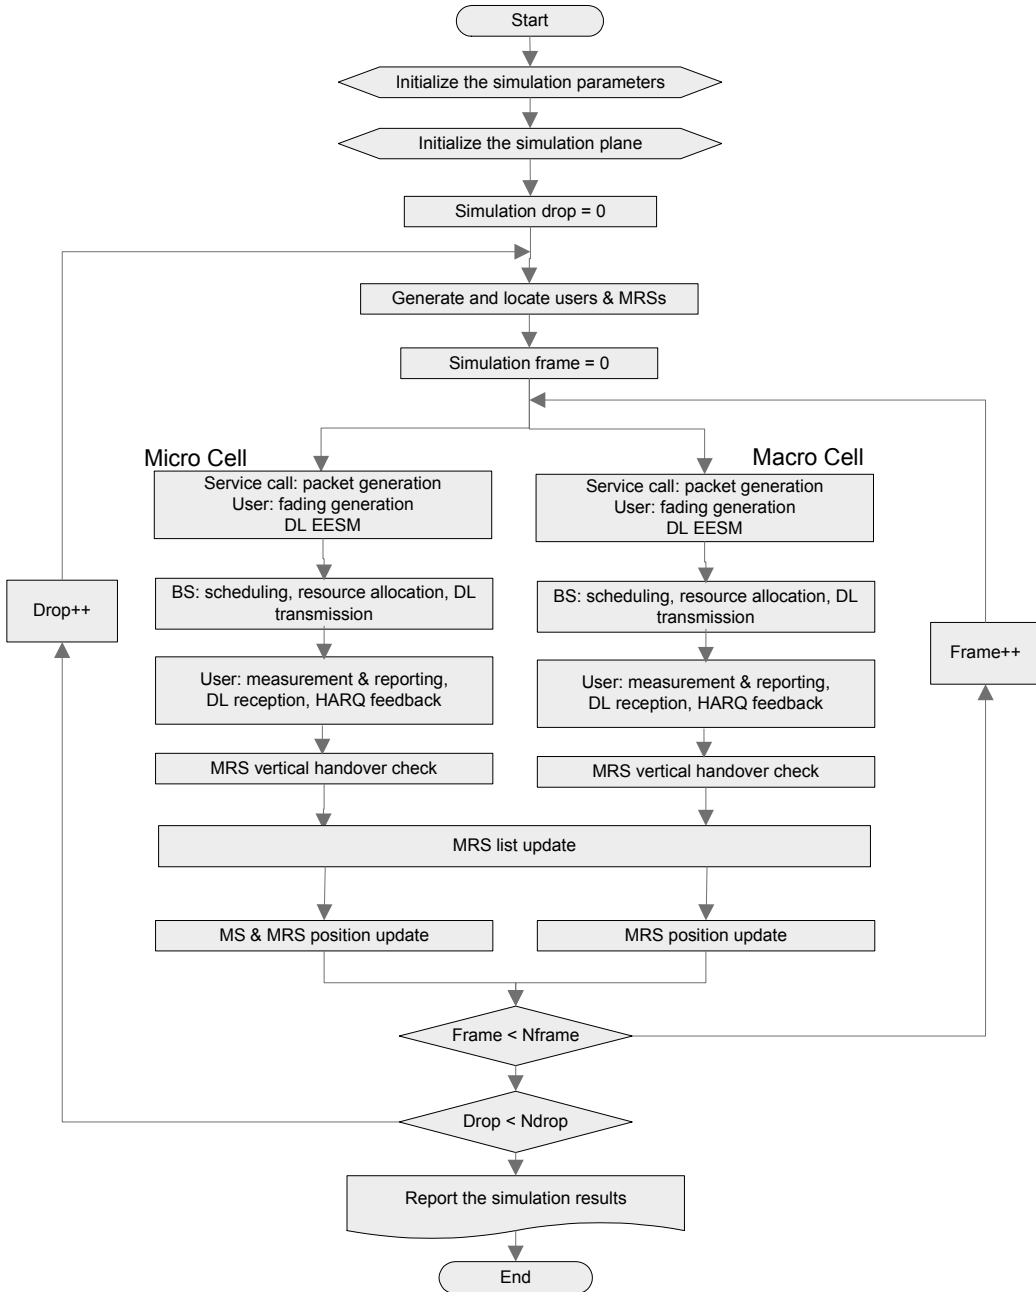 Start
Initialize the simulation parameters
Initialize the simulation plane
Simulation drop = 0
Generate and locate users & MRSs
Simulation frame = 0
Micro Cell
Macro Cell
Service call: packet generation
User: fading generation
DL EESM
Service call: packet generation
User: fading generation
DL EESM
Drop++
BS: scheduling, resource allocation, DL
transmission
BS: scheduling, resource allocation, DL
transmission
Frame++
User: measurement & reporting,
DL reception, HARQ feedback
User: measurement & reporting,
DL reception, HARQ feedback
MRS vertical handover check
MRS vertical handover check
MRS list update
MS & MRS position update
MRS position update
Frame < Nframe
Drop < Ndrop
Report the simulation results
End